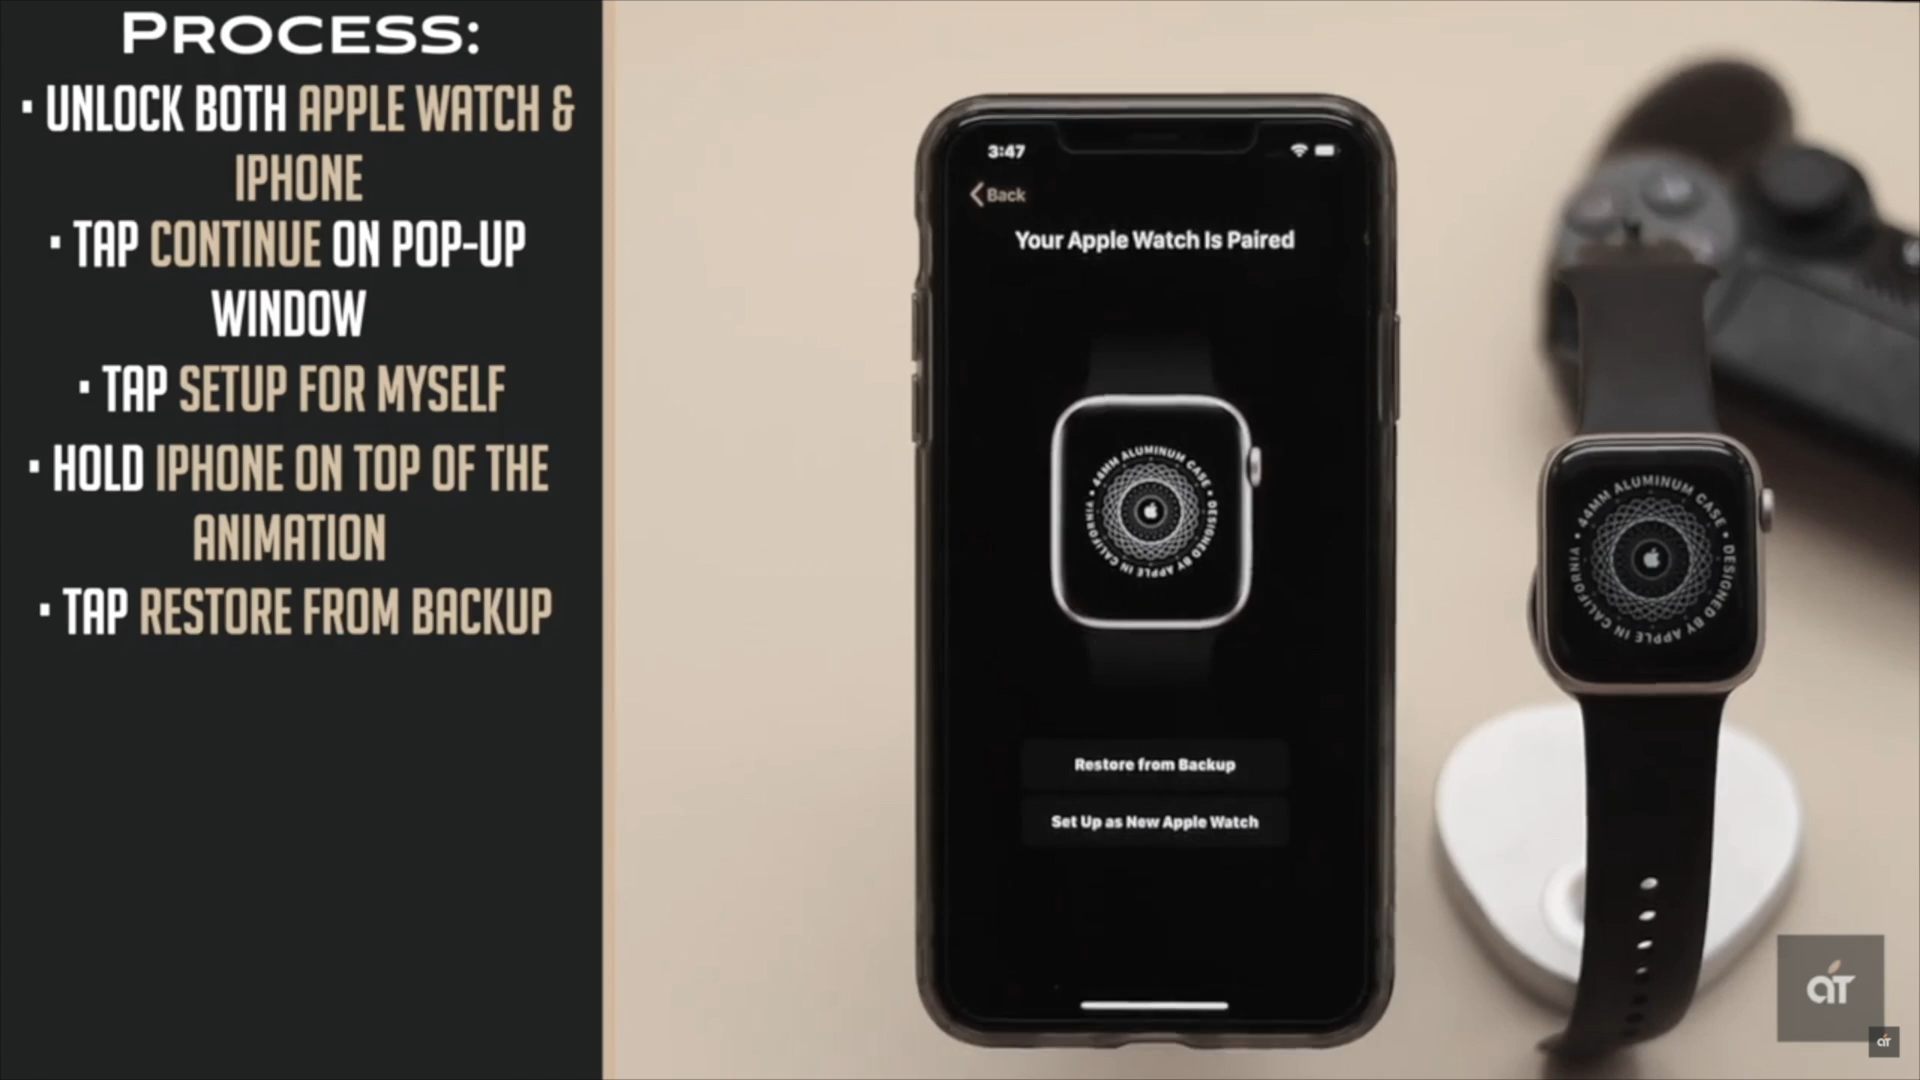 PROCESS:
· UNLOCK BOTH APPLE WATCH &
IPHONE
· TAP CONTINUE ON POP-UP
WINDOW
· TAP SETUP FOR MYSELF
· HOLD IPHONE ON TOP OF THE
ANIMATION
· TAP RESTORE FROM BACKUP
3:47
Back
Your Apple Watch Is Paired
44MM ALUMINUM CASE • DESIGNED BY APPLE IN CALIFORNIA •
Restore from Backup
Set Up as New Apple Watch
44MM ALUMINUM CASE • DESIGNED BY APPLE IN CALIFORNIA •
aT
aT